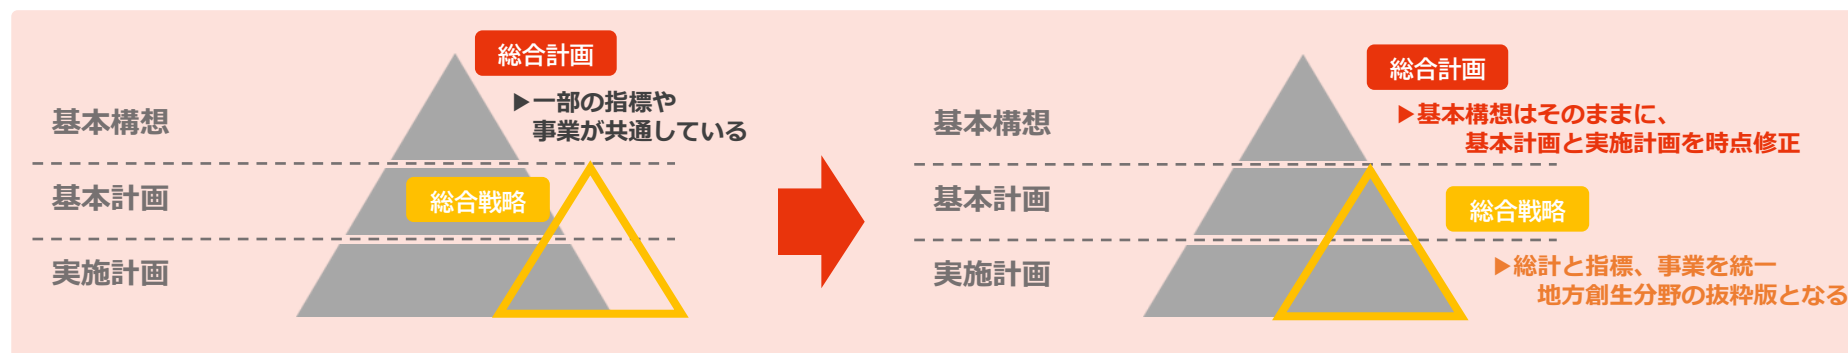 総合計画
▶一部の指標や
事業が共通している
基本構想
基本計画
総合戦略
実施計画
総合計画
▶基本構想はそのままに、
基本計画と実施計画を時点修正
基本構想
基本計画
総合戦略
実施計画
▶総計と指標、事業を統一
地方創生分野の抜粋版となる